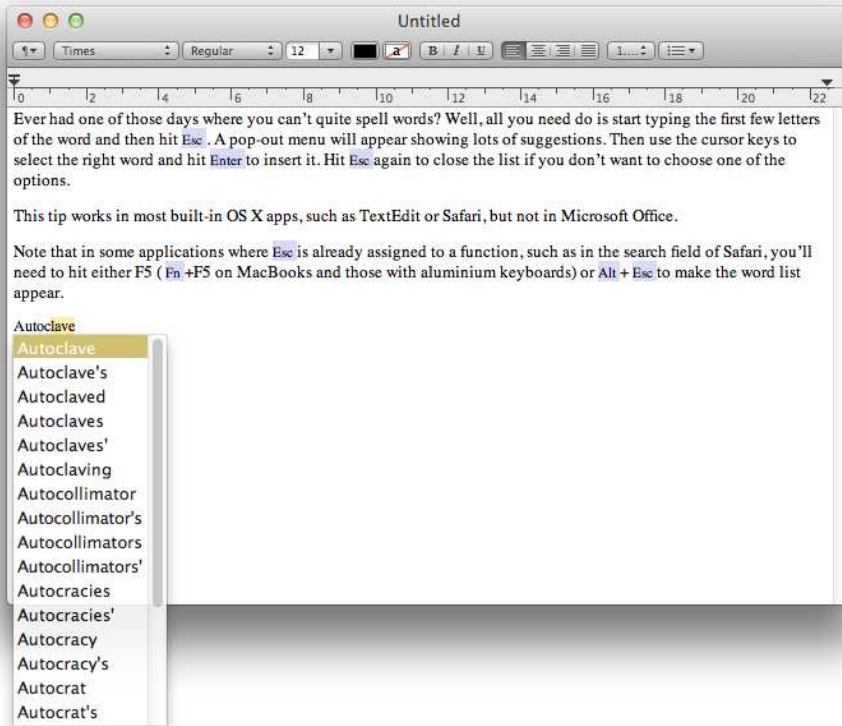 Untitled
¶ Times Regular 12 a B I U 1....
0 2 4 6 8 10 12 14 16 18 20 22
Ever had one of those days where you can't quite spell words? Well, all you need do is start typing the first few letters
of the word and then hit Esc . A pop-out menu will appear showing lots of suggestions. Then use the cursor keys to
select the right word and hit Enter to insert it. Hit Esc again to close the list if you don't want to choose one of the
options.
This tip works in most built-in OS X apps, such as TextEdit or Safari, but not in Microsoft Office.
Note that in some applications where Esc is already assigned to a function, such as in the search field of Safari, you'll
need to hit either F5 ( Fn +F5 on MacBooks and those with aluminium keyboards) or Alt + Esc to make the word list
appear.
Autoclave
Autoclave
Autoclave's
Autoclaved
Autoclaves
Autoclaves'
Autoclaving
Autocollimator
Autocollimator's
Autocollimators
Autocollimators'
Autocracies
Autocracies'
Autocracy
Autocracy's
Autocrat
Autocrat's